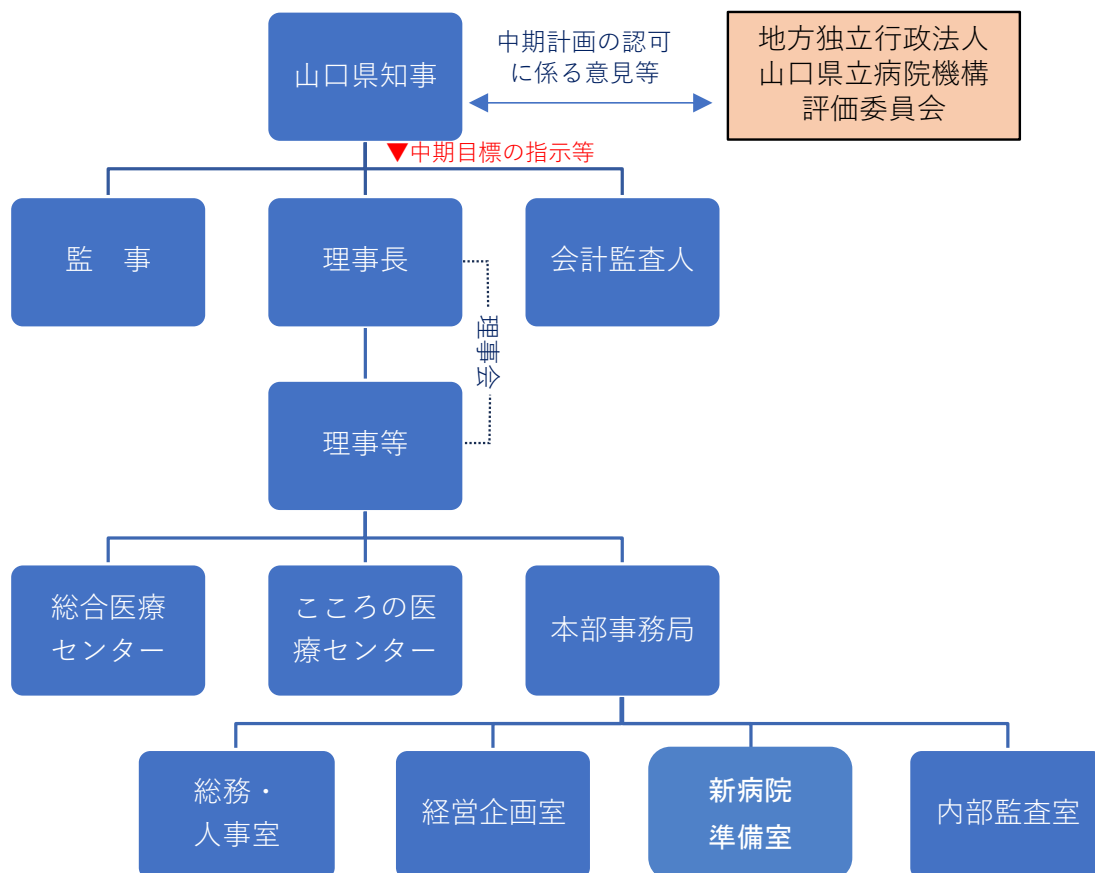 山口県知事
中期計画の認可
に係る意見等
地方独立行政法人
山口県立病院機構
評価委員会
▼中期目標の指示等
監　事
理事長
会計監査人
理事会
理事等
総合医療
センター
こころの医
療センター
本部事務局
総務・
人事室
経営企画室
新病院
準備室
内部監査室